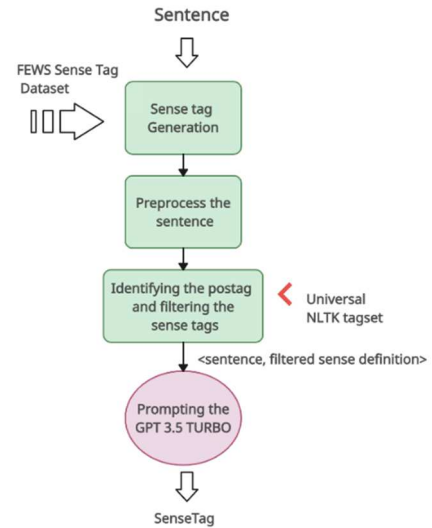 Sentence
FEWS Sense Tag
Dataset
Sense tag
Generation
Preprocess the
sentence
Identifying the postag
and filtering the
sense tags
Universal
NLTK tagset
<sentence, filtered sense definition>
Prompting the
GPT 3.5 TURBO
SenseTag